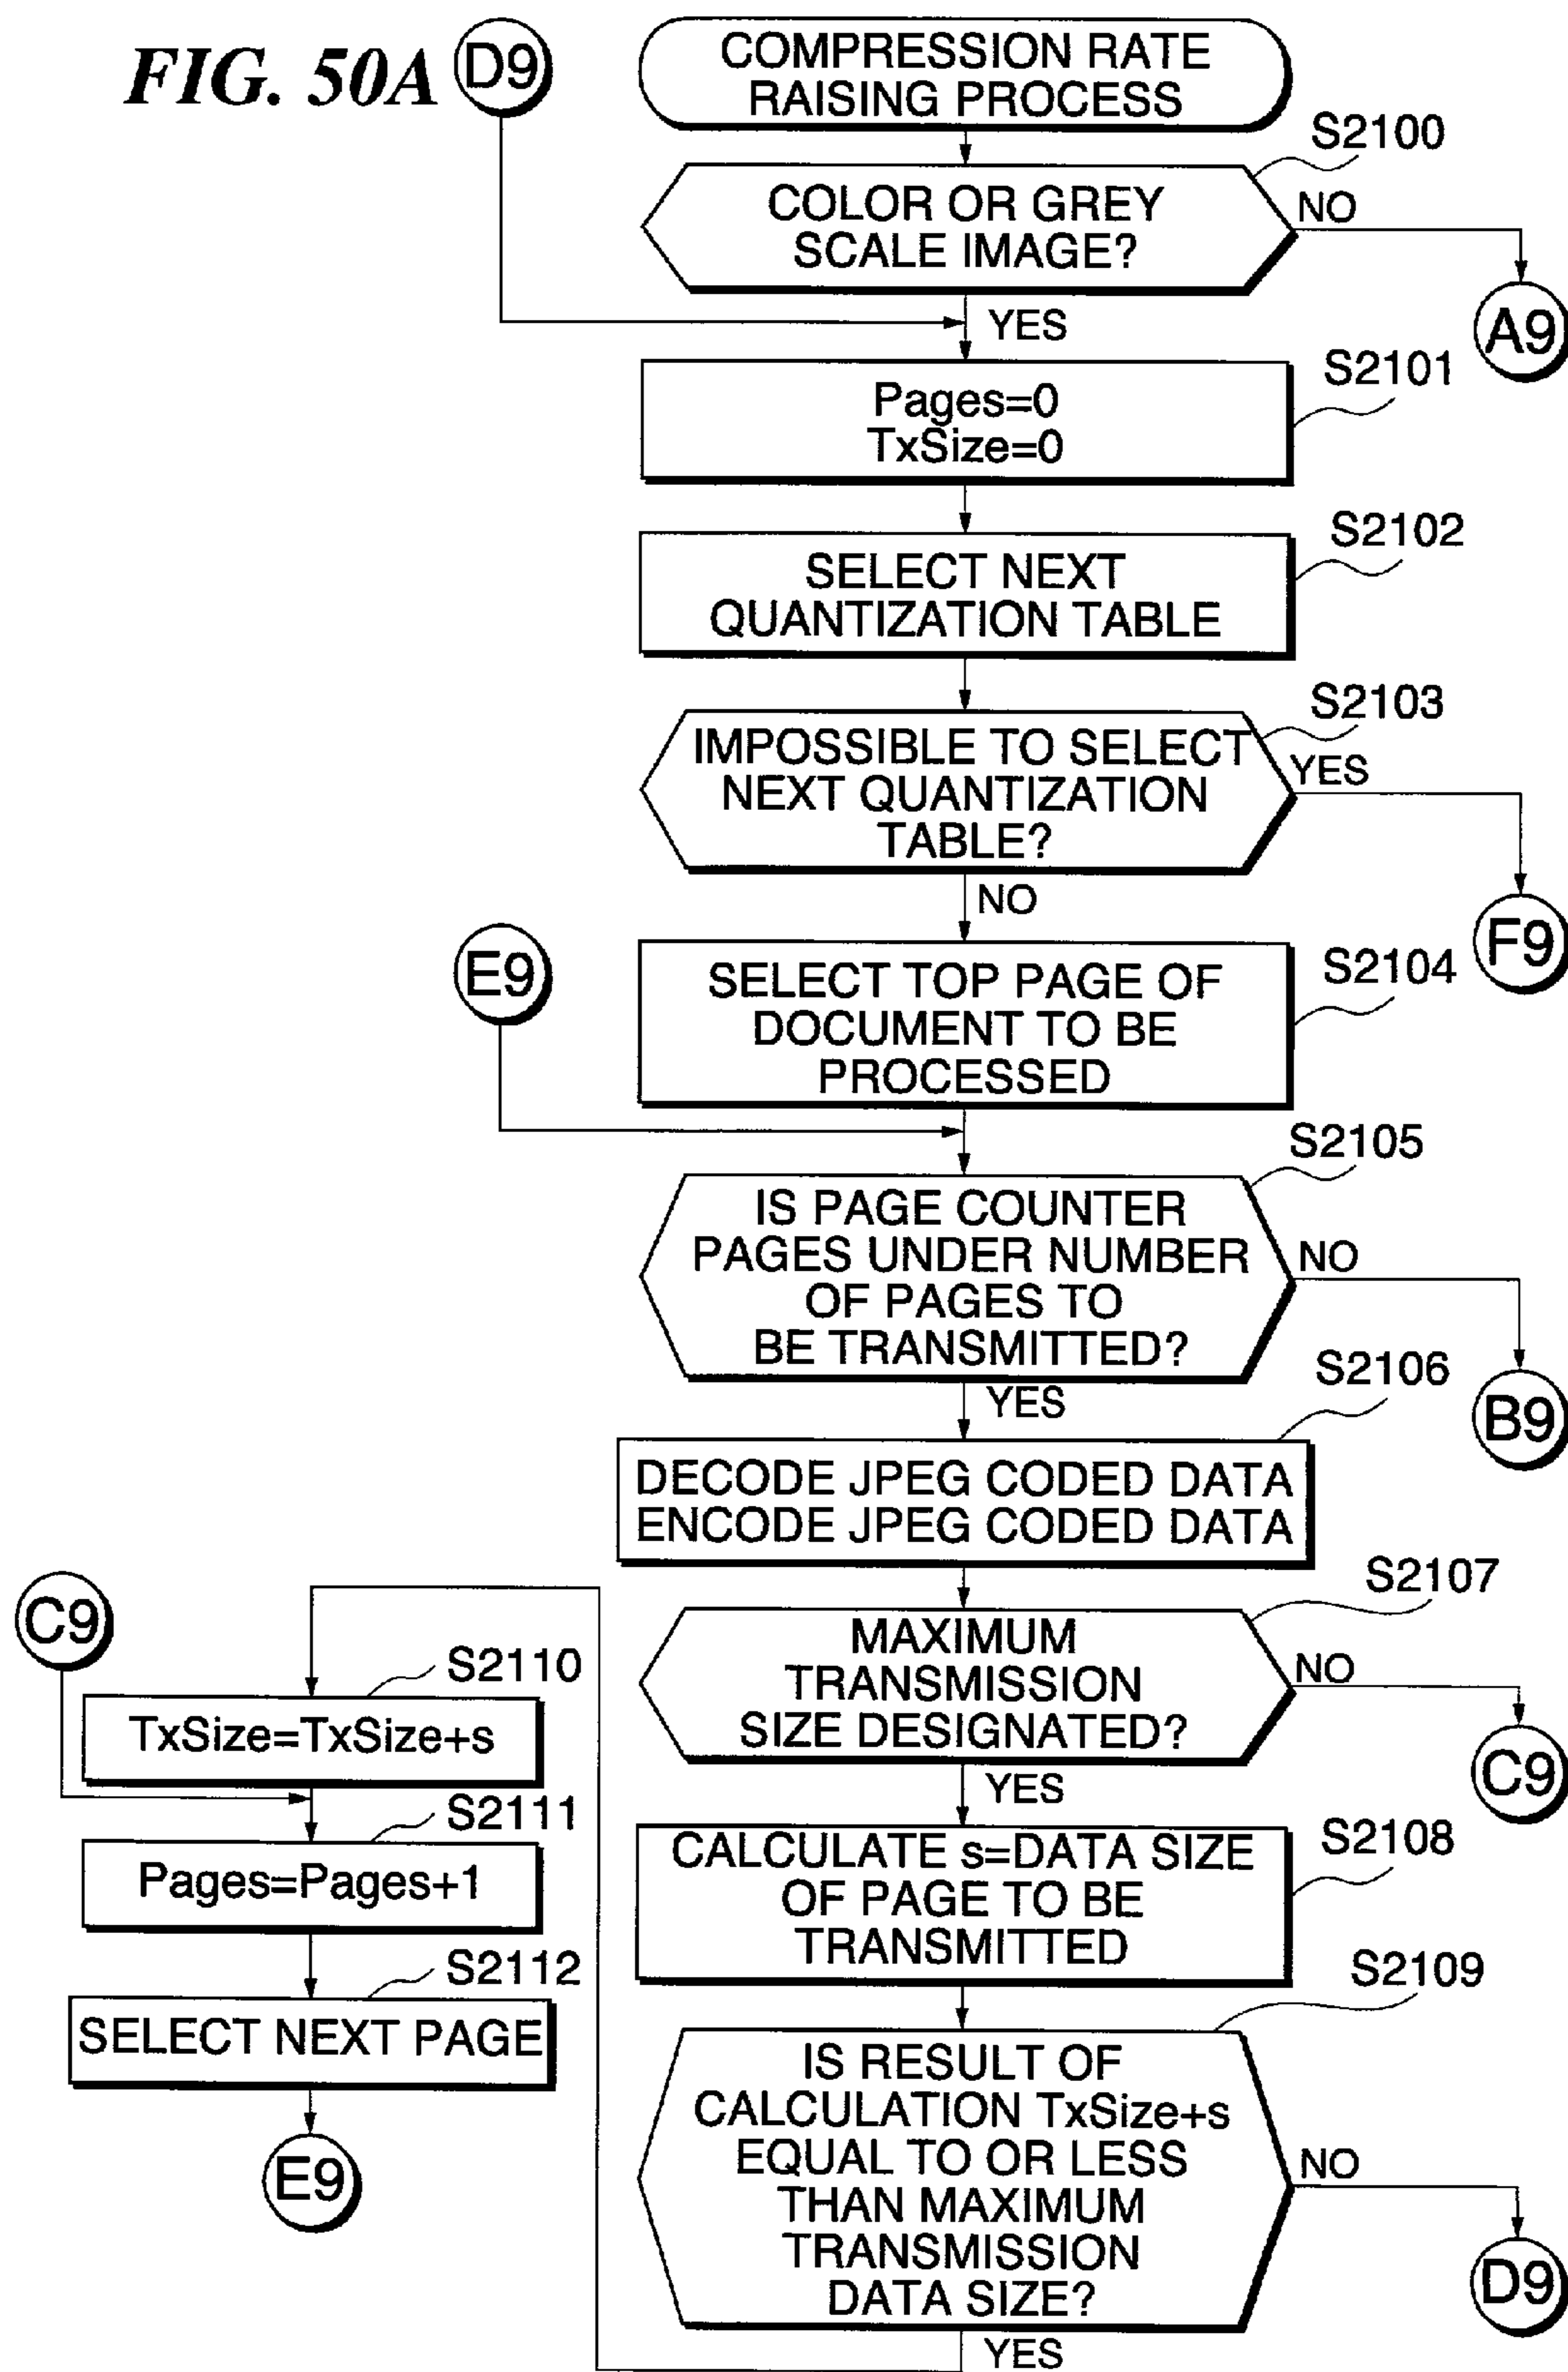 FIG. 50A
D9
COMPRESSION RATE
RAISING PROCESS
S2100
COLOR OR GREY
SCALE IMAGE?
NO
A9
YES
S2101
Pages=0
TxSize=0
S2102
SELECT NEXT
QUANTIZATION TABLE
S2103
IMPOSSIBLE TO SELECT
NEXT QUANTIZATION
TABLE?
YES
F9
NO
E9
S2104
SELECT TOP PAGE OF
DOCUMENT TO BE
PROCESSED
S2105
IS PAGE COUNTER
PAGES UNDER NUMBER
OF PAGES TO
BE TRANSMITTED?
NO
B9
YES
S2106
DECODE JPEG CODED DATA
ENCODE JPEG CODED DATA
S2107
MAXIMUM
TRANSMISSION
SIZE DESIGNATED?
NO
C9
YES
S2108
CALCULATE s=DATA SIZE
OF PAGE TO BE
TRANSMITTED
S2109
IS RESULT OF
CALCULATION TxSize+s
EQUAL TO OR LESS
THAN MAXIMUM
TRANSMISSION
DATA SIZE?
NO
D9
YES
C9
S2110
TxSize=TxSize+s
S2111
Pages=Pages+1
S2112
SELECT NEXT PAGE
E9